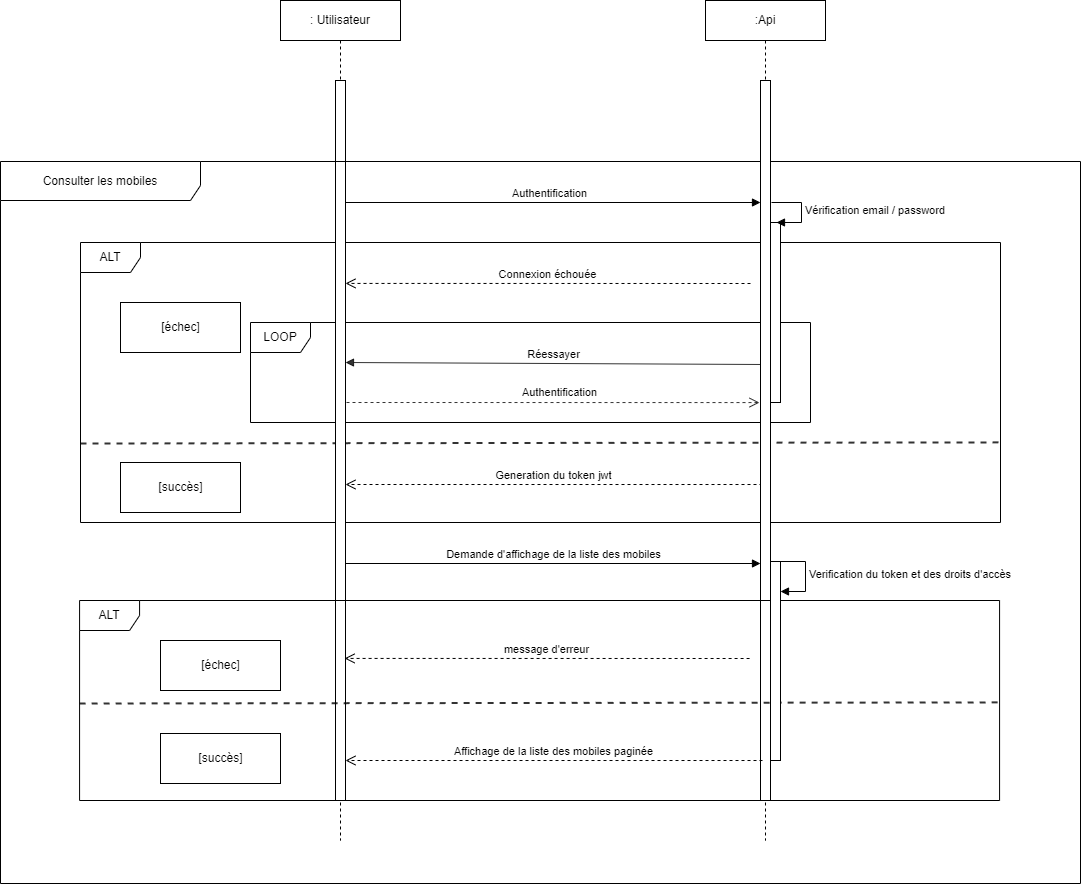 : Utilisateur
:Api
Consulter les mobiles
Authentification
Vérification email / password
ALT
Connexion échouée
[échec]
LOOP
Réessayer
Authentification
[succès]
Generation du token jwt
Demande d'affichage de la liste des mobiles
Verification du token et des droits d'accès
ALT
message d'erreur
[échec]
Affichage de la liste des mobiles paginée
[succès]